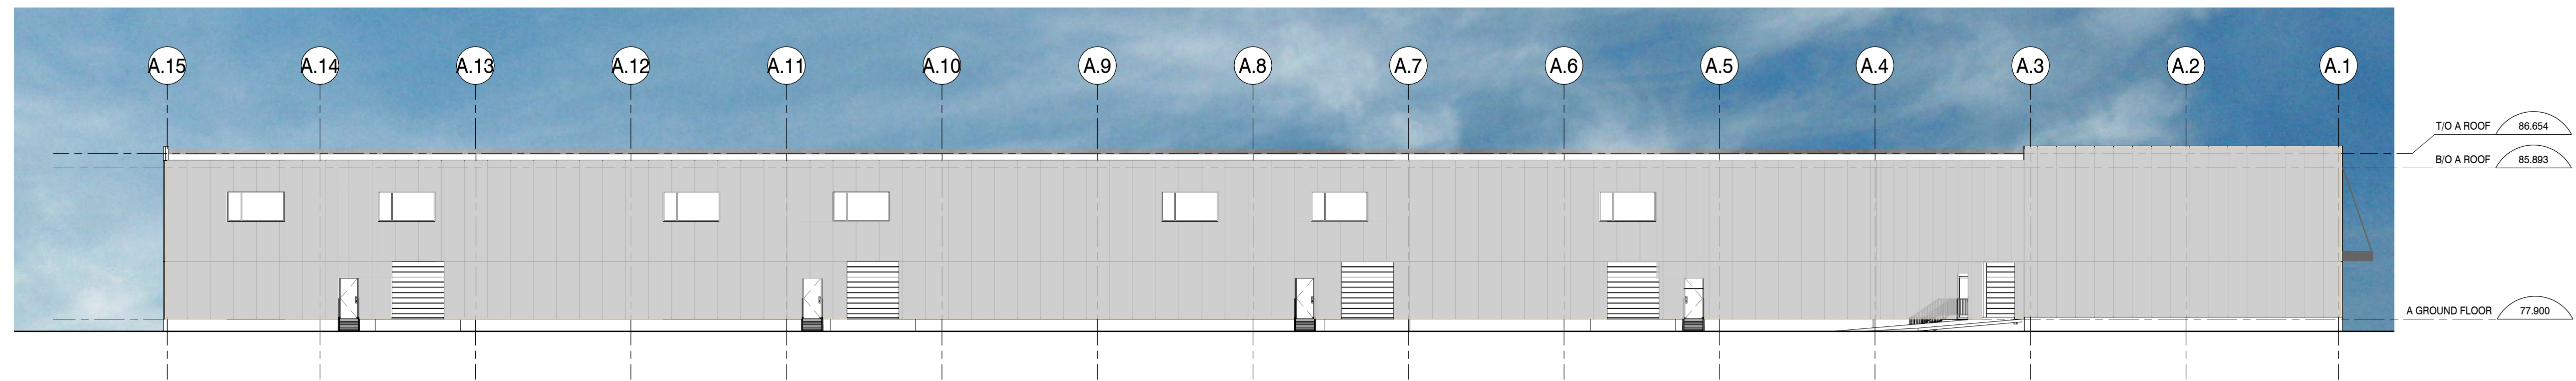 A.15 A.14 A.13 A.12 A.11 A.10 A.9 A.8 A.7 A.6 A.5 A.4 A.3 A.2 A.1
T/O A ROOF 86.654
B/O A ROOF 85.893
A GROUND FLOOR 77.900